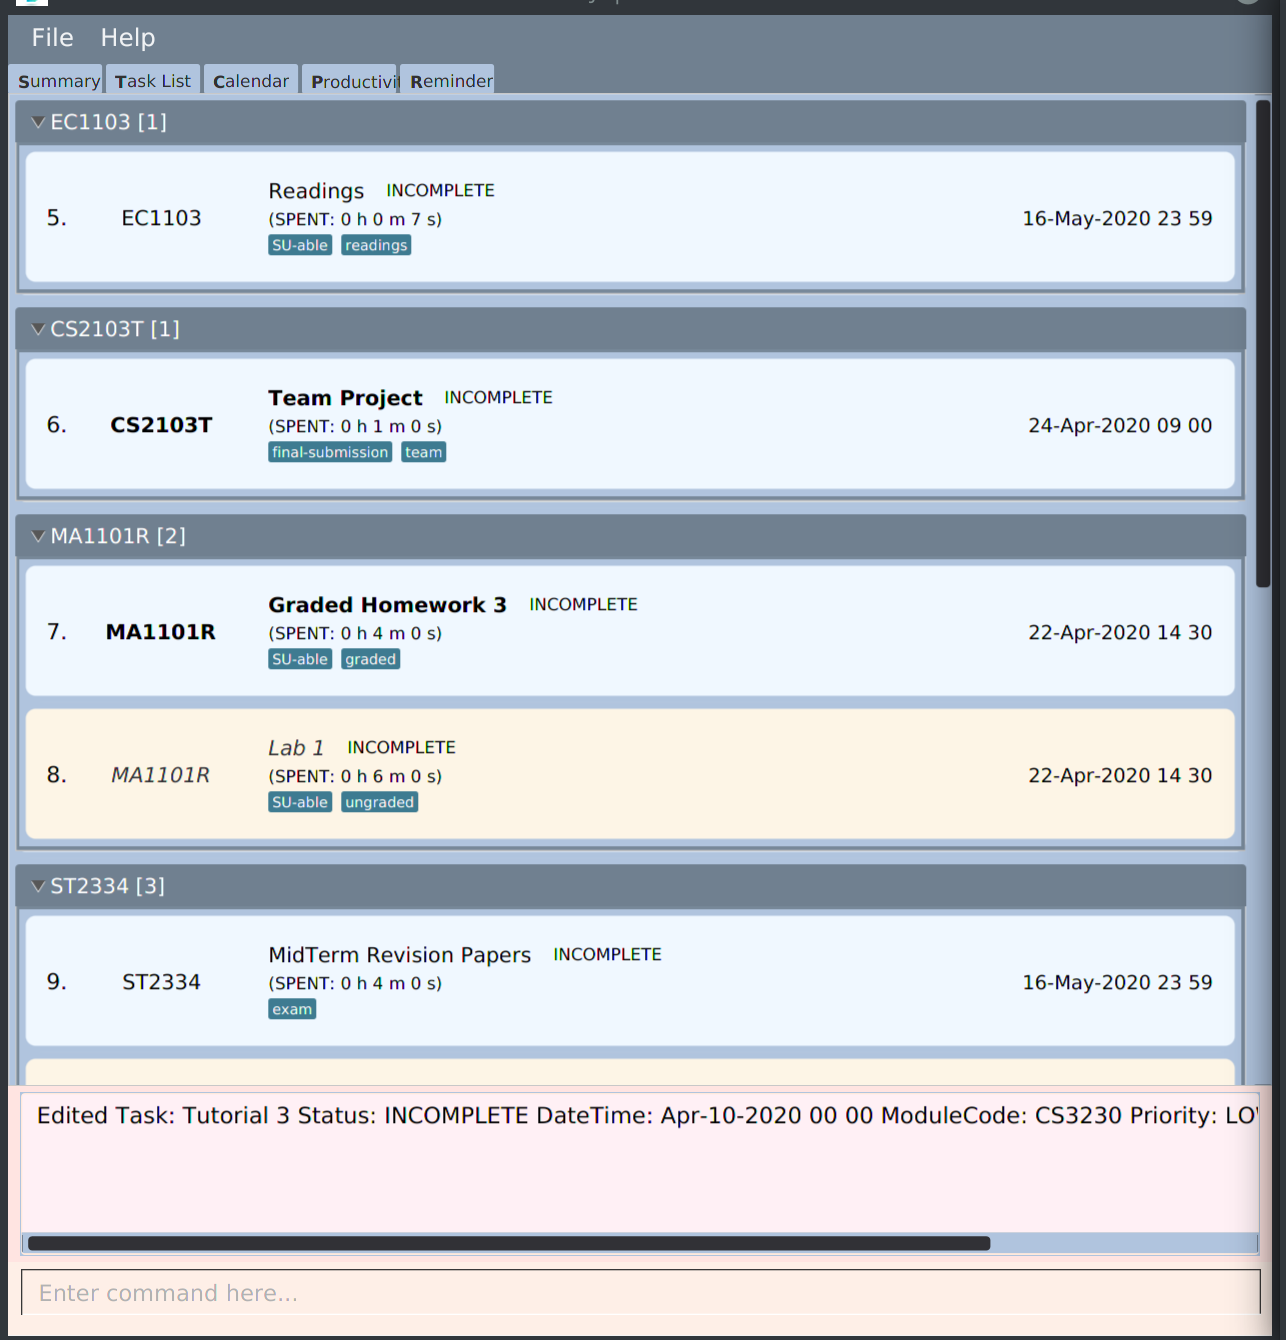 File Help
Summary Task List Calendar Productivi Reminder
EC1103 [1]
Readings INCOMPLETE
5. EC1103 (SPENT: 0 h 0 m 7 s) 16-May-2020 23 59
SU-able readings
CS2103T [1]
Team Project INCOMPLETE
6. CS2103T (SPENT: 0 h 1 m 0 s) 24-Apr-2020 09 00
final-submission team
MA1101R [2]
Graded Homework 3 INCOMPLETE
7. MA1101R (SPENT: 0 h 4 m 0 s) 22-Apr-2020 14 30
SU-able graded
Lab 1 INCOMPLETE
8. MA1101R (SPENT: 0 h 6 m 0 s) 22-Apr-2020 14 30
SU-able ungraded
ST2334 [3]
MidTerm Revision Papers INCOMPLETE
9. ST2334 (SPENT: 0 h 4 m 0 s) 16-May-2020 23 59
exam
Edited Task: Tutorial 3 Status: INCOMPLETE DateTime: Apr-10-2020 00 00 ModuleCode: CS3230 Priority: LO
Enter command here...